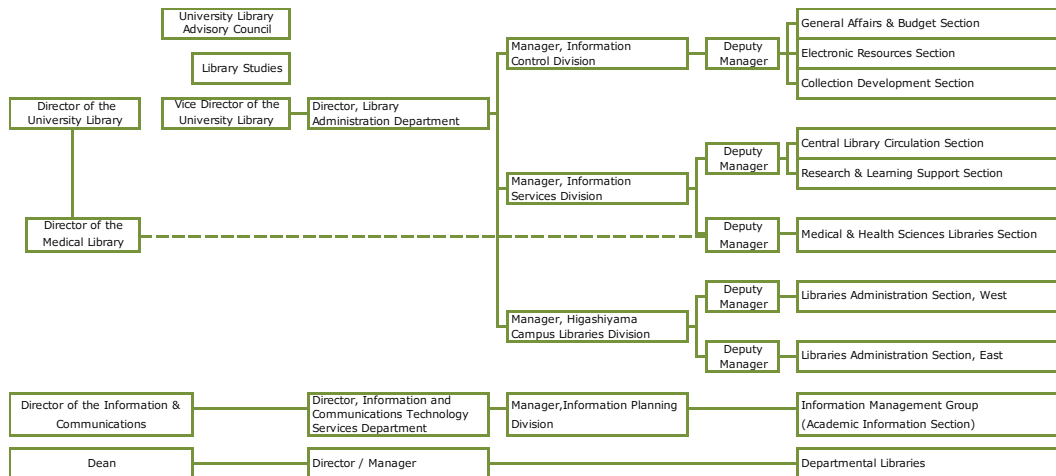 University Library
Advisory Council
Library Studies
Director of the
University Library
Vice Director of the
University Library
Director, Library
Administration Department
Manager, Information
Control Division
Deputy
Manager
General Affairs & Budget Section
Electronic Resources Section
Collection Development Section
Manager, Information
Services Division
Deputy
Manager
Central Library Circulation Section
Research & Learning Support Section
Director of the
Medical Library
Deputy
Manager
Medical & Health Sciences Libraries Section
Manager, Higashiyama
Campus Libraries Division
Deputy
Manager
Libraries Administration Section, West
Deputy
Manager
Libraries Administration Section, East
Director of the Information &
Communications
Director, Information and
Communications Technology
Services Department
Manager,Information Planning
Division
Information Management Group
(Academic Information Section)
Dean
Director / Manager
Departmental Libraries